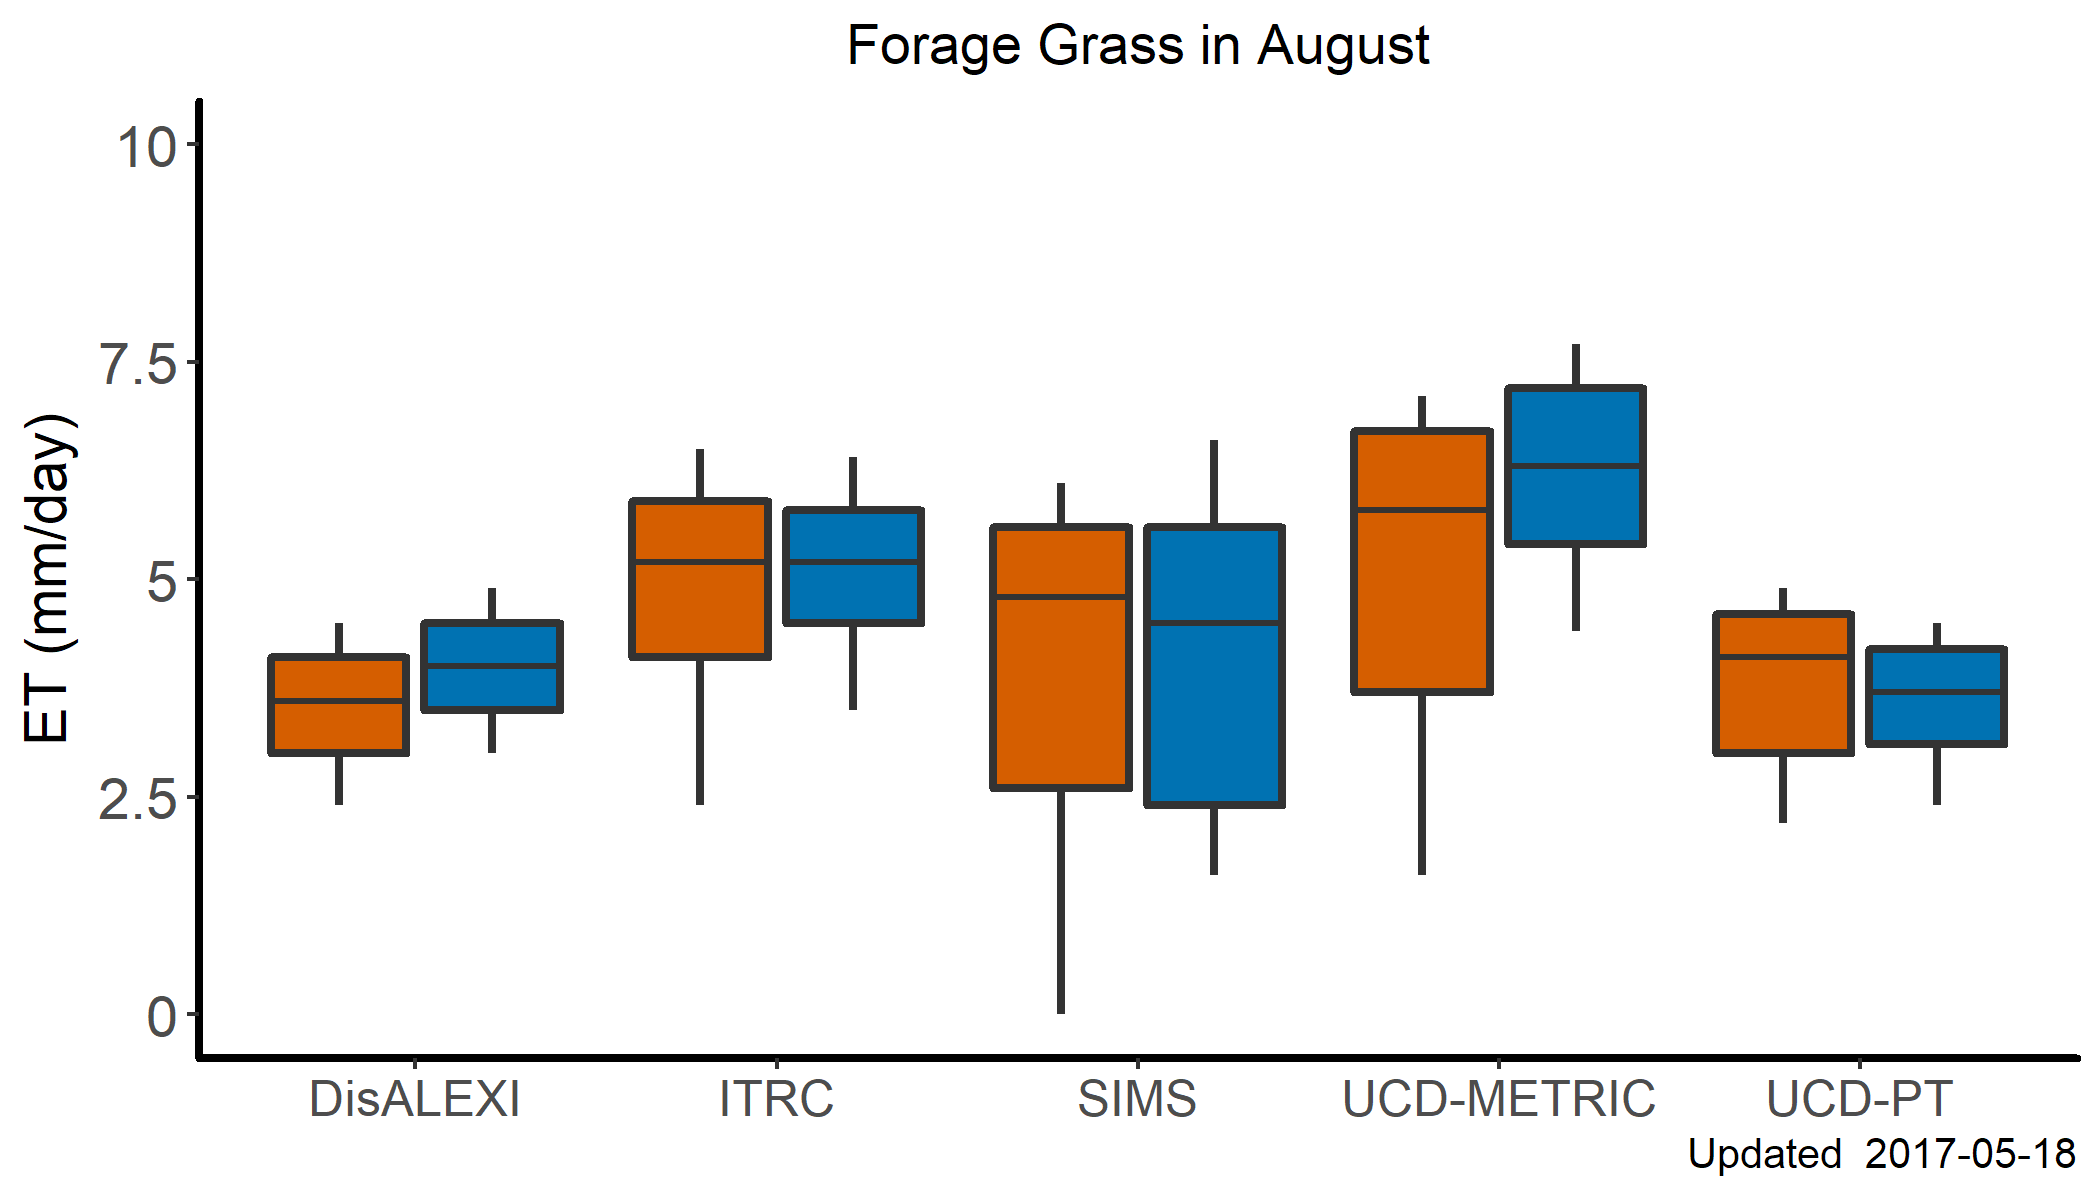 Forage Grass in August
10
7.5
5
2.5
0
ET (mm/day)
DisALEXI ITRC SIMS UCD-METRIC UCD-PT
Updated  2017-05-18